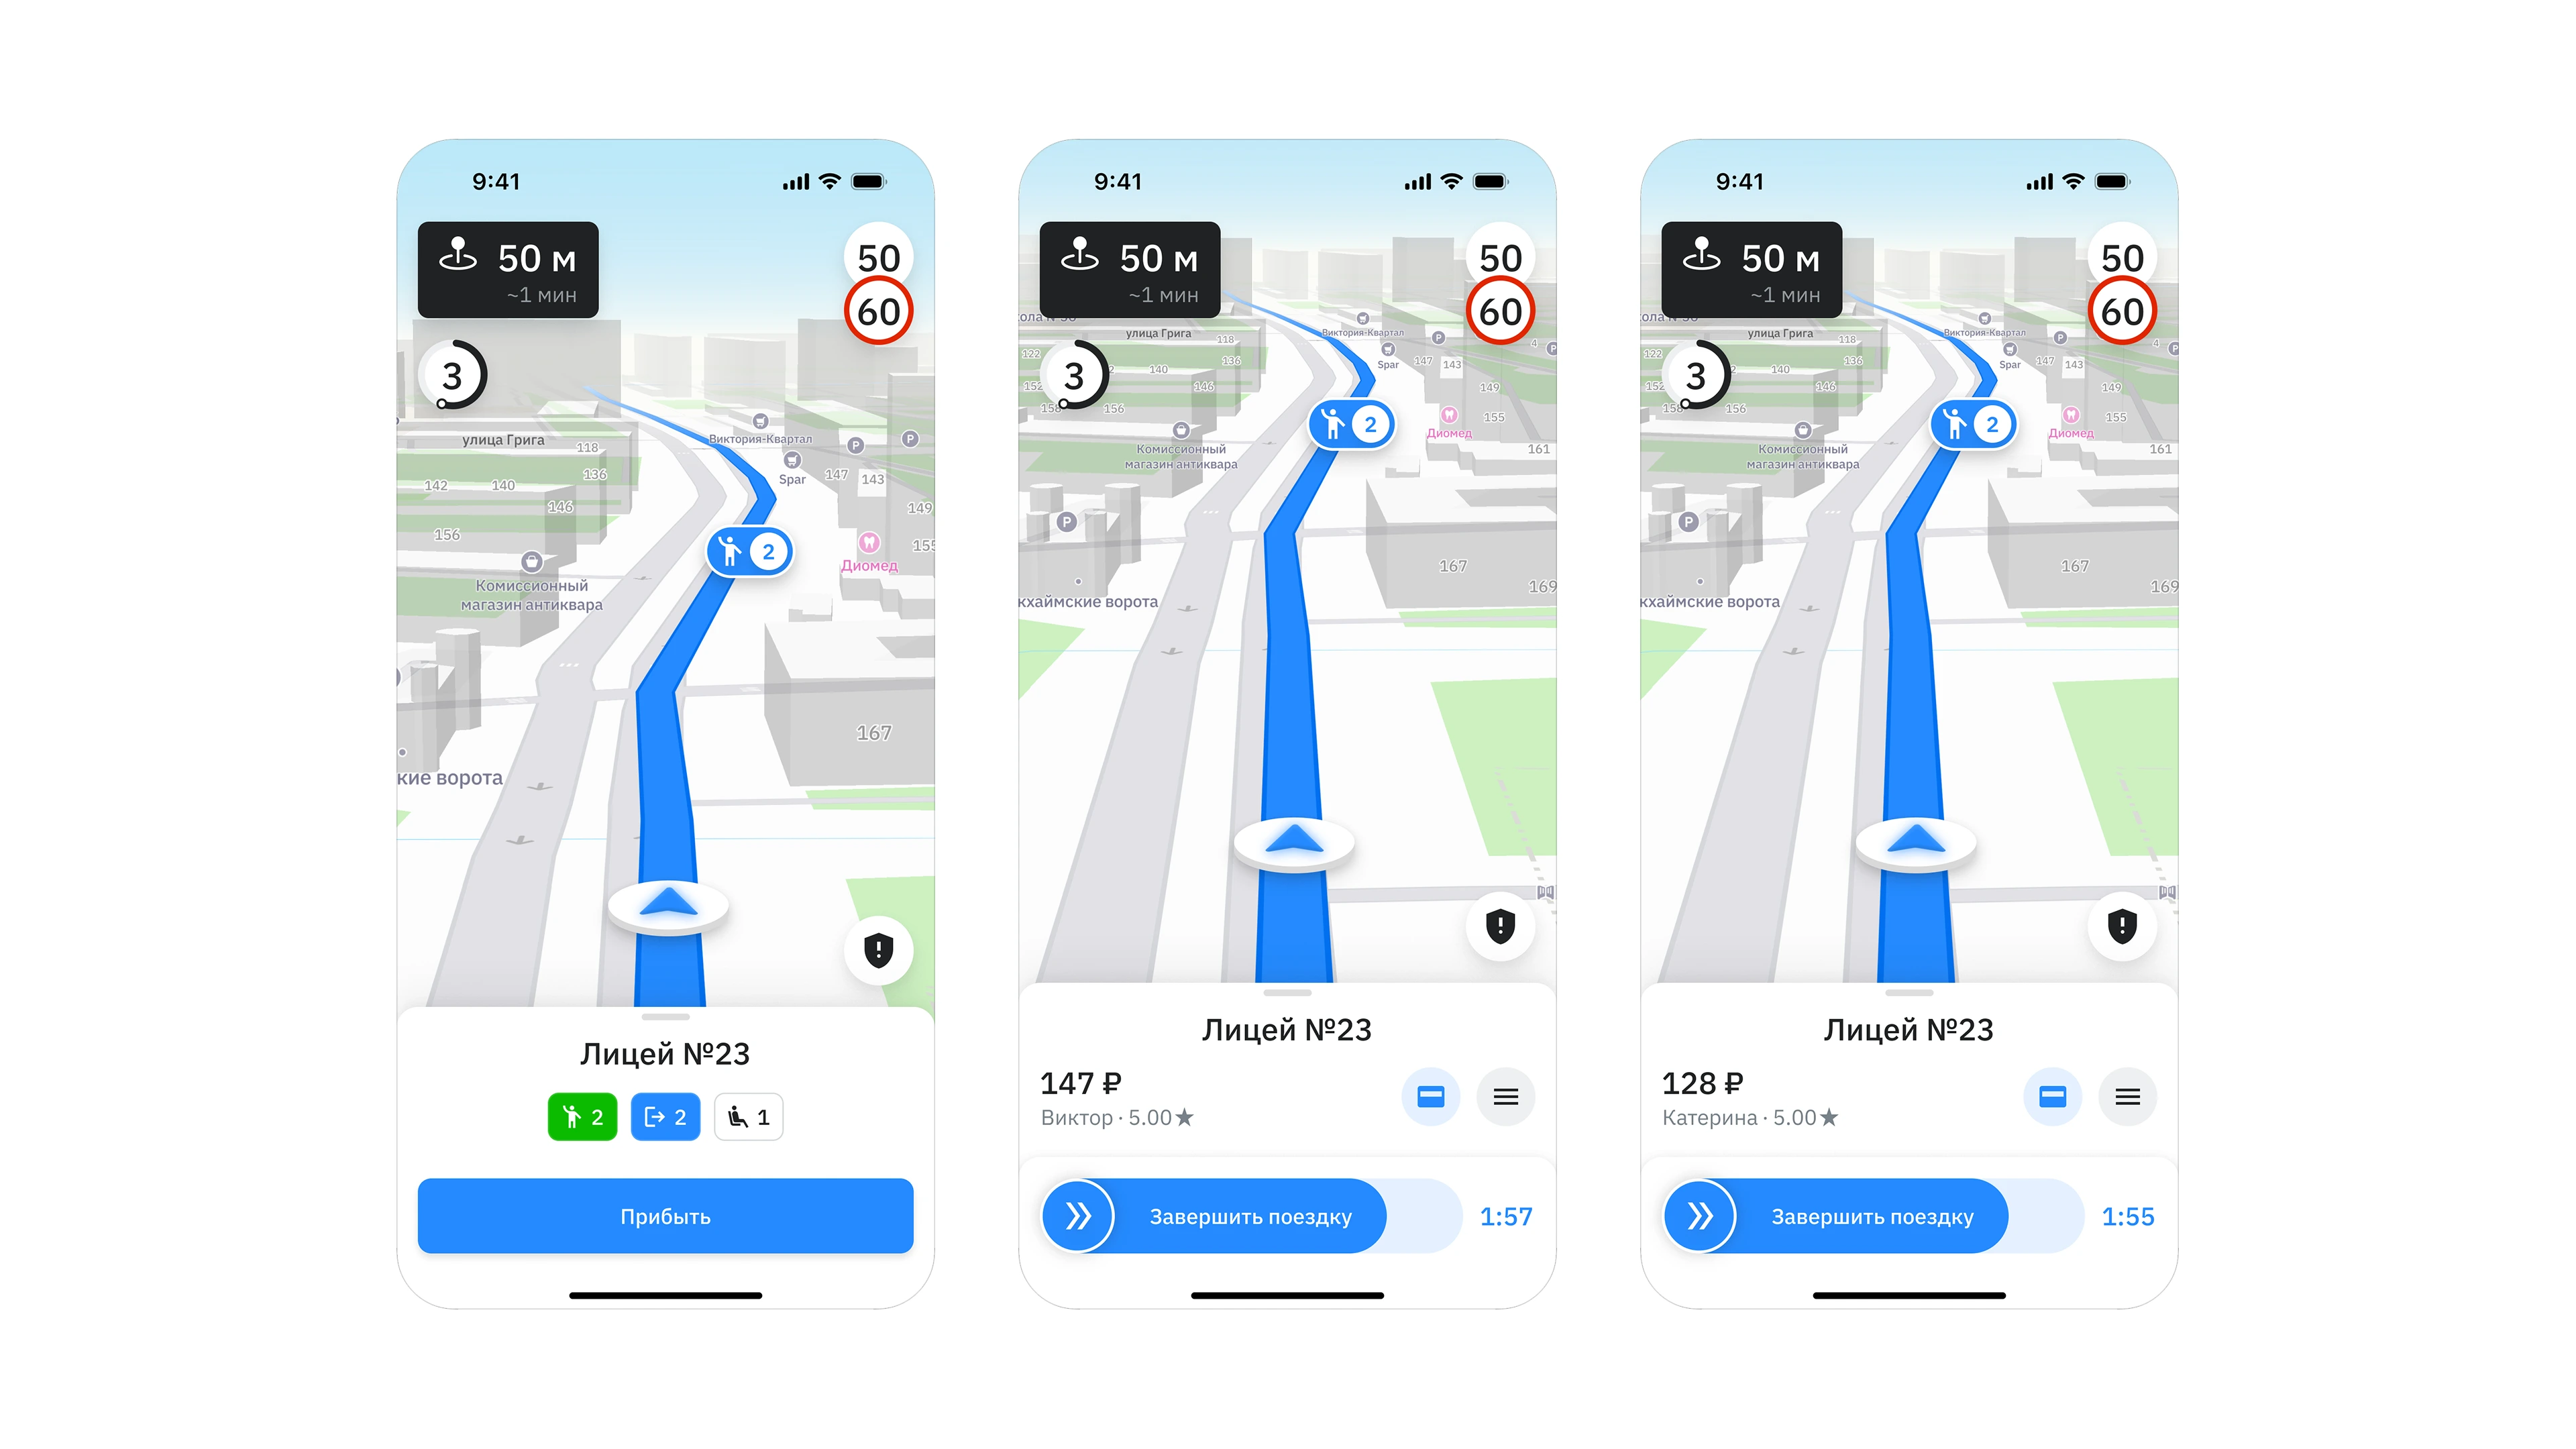 9:41
50 м
~1 мин
50
60
3
улица Грига
118
136
142
140
146
156
Виктория-Квартал
P
P
Spar
147
143
149
155
2
Диомед
Комиссионный
магазин антиквара
167
кие ворота
Лицей №23
2
2
1
Прибыть
9:41
50 м
~1 мин
50
60
3
улица Грига
118
122
136
140
146
152
156
158
Виктория-Квартал
P
4
P
Spar
147
143
149
155
161
2
Диомед
Комиссионный
магазин антиквара
P
167
169
кхаймские ворота
Лицей №23
147 ₽
Виктор · 5.00★
Завершить поездку
1:57
9:41
50 м
~1 мин
50
60
3
улица Грига
118
122
136
140
146
152
156
158
Виктория-Квартал
P
4
P
Spar
147
143
149
155
161
2
Диомед
Комиссионный
магазин антиквара
P
167
169
кхаймские ворота
Лицей №23
128 ₽
Катерина · 5.00★
Завершить поездку
1:55